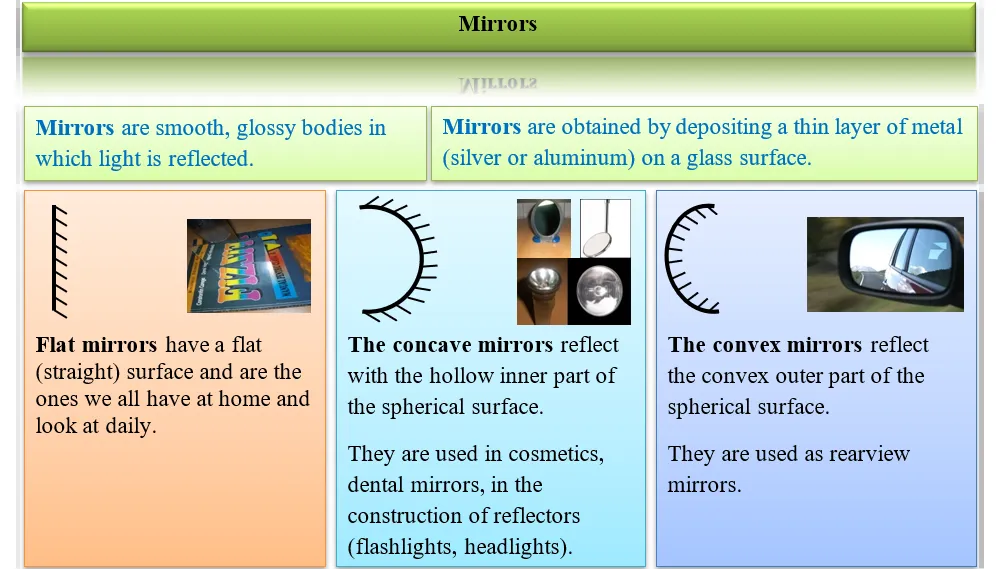 Mirrors
Mirrors are smooth, glossy bodies in
which light is reflected.
Mirrors are obtained by depositing a thin layer of metal
(silver or aluminum) on a glass surface.
Flat mirrors have a flat
(straight) surface and are the
ones we all have at home and
look at daily.
The concave mirrors reflect
with the hollow inner part of
the spherical surface.
They are used in cosmetics,
dental mirrors, in the
construction of reflectors
(flashlights, headlights).
The convex mirrors reflect
the convex outer part of the
spherical surface.
They are used as rearview
mirrors.